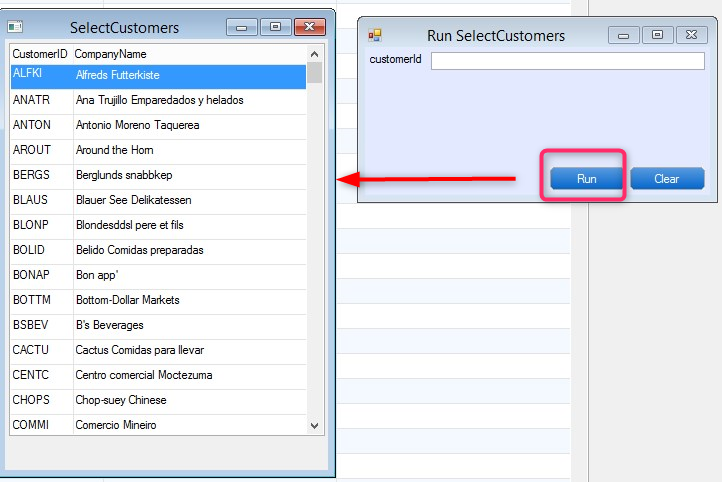 SelectCustomers
CustomerID CompanyName
ALFKI Alfreds Futterkiste
ANATR Ana Trujillo Emparedados y helados
ANTON Antonio Moreno Taquerea
AROUT Around the Horn
BERGS Berglunds snabbkep
BLAUS Blauer See Delikatessen
BLONP Blondesddsl pere et fils
BOLID Belido Comidas preparadas
BONAP Bon app'
BOTTM Bottom-Dollar Markets
BSBEV B's Beverages
CACTU Cactus Comidas para llevar
CENTC Centro comercial Moctezuma
CHOPS Chop-suey Chinese
COMMI Comercio Mineiro
Run SelectCustomers
customerId
Run Clear